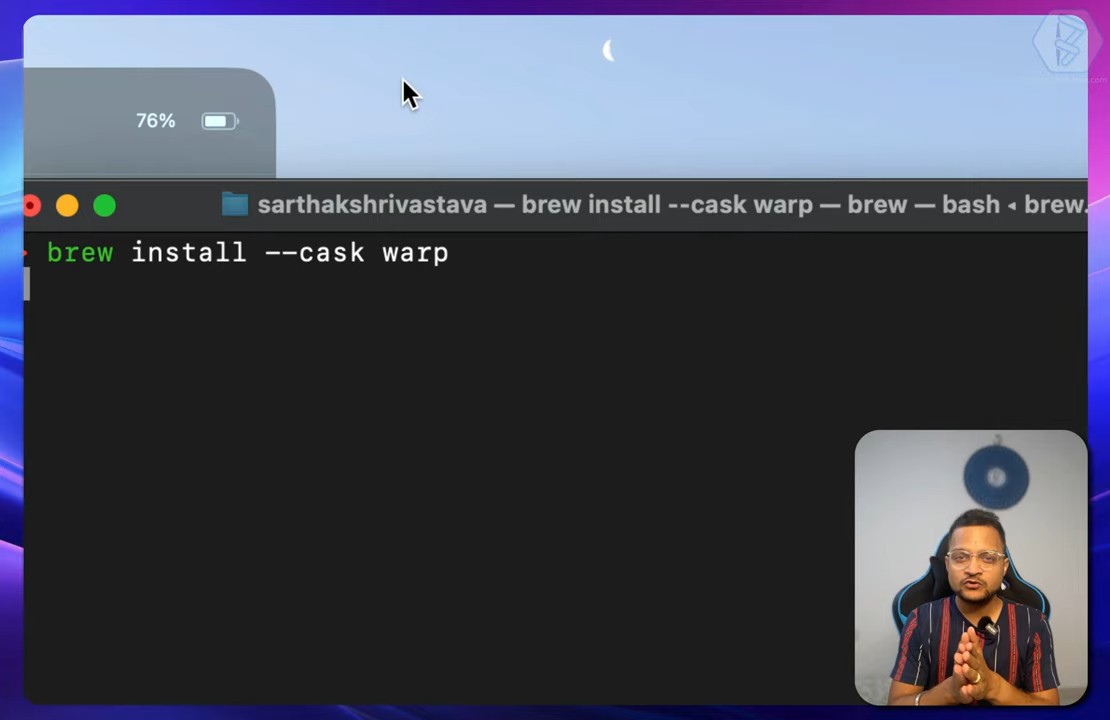 76%
sarthakshrivastava — brew install --cask warp — brew — bash ◂ brew.
brew install --cask warp